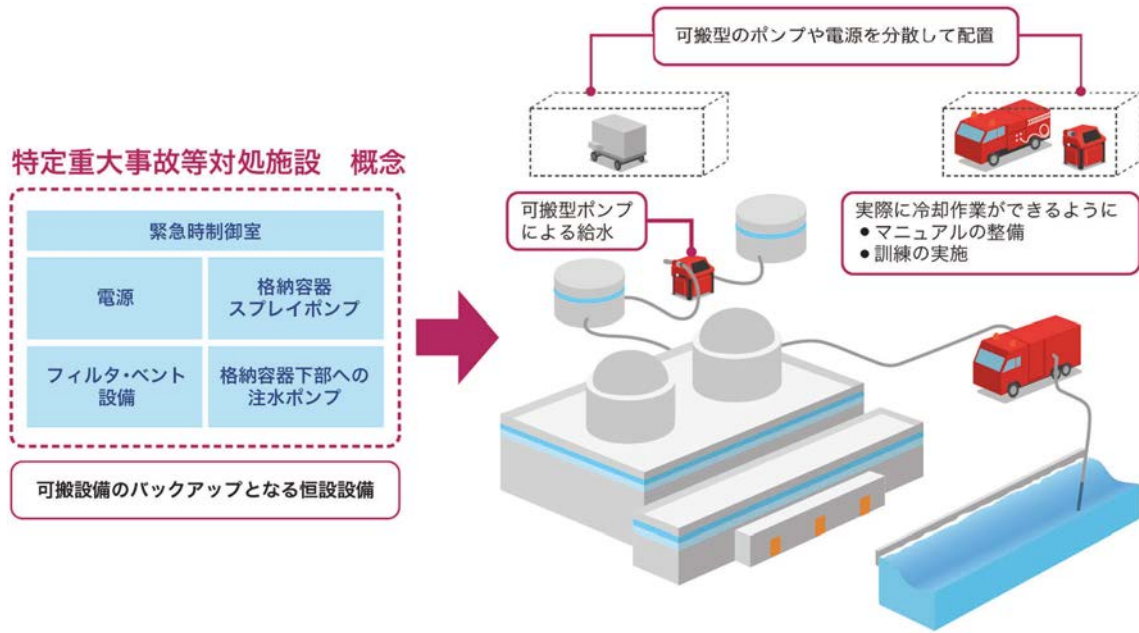 特定重大事故等対処施設　概念
緊急時制御室
電源
格納容器
スプレイポンプ
フィルタ・ベント
設備
格納容器下部への
注水ポンプ
可搬設備のバックアップとなる恒設設備
可搬型のポンプや電源を分散して配置
可搬型ポンプ
による給水
実際に冷却作業ができるように
●マニュアルの整備
●訓練の実施